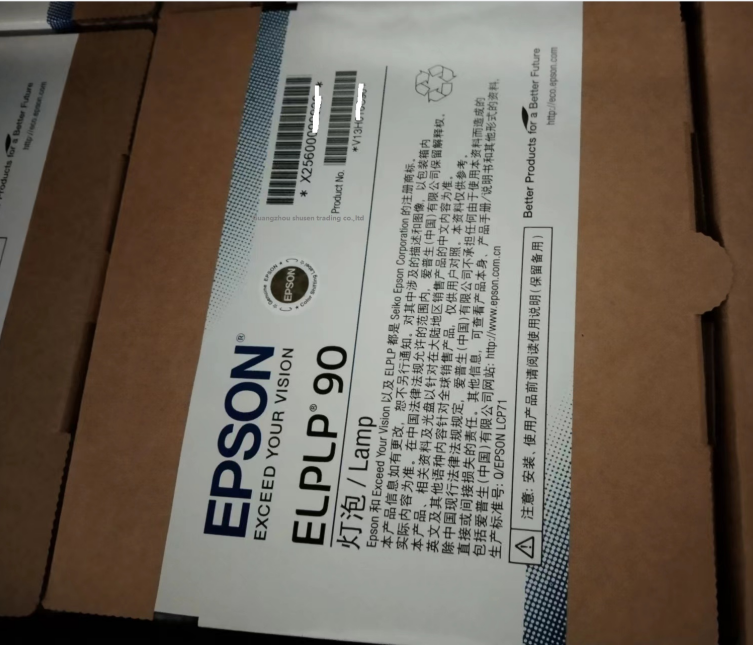 EPSON®
EXCEED YOUR VISION
ELPLP® 90
灯泡 / Lamp
Epson 和 Exceed Your Vision 以及 ELPLP 都是 Seiko Epson Corporation 的注册商标。
本产品信息如有更改，恕不另行通知。对其中涉及的描述和图像，以包装箱内
实际内容为准。在中国法律法规允许的范围内，爱普生(中国)有限公司保留解释权。
本产品、相关资料及光盘以针对在大陆地区销售产品的中文内容为准。
英文及其他语种内容针对全球销售产品，仅供用户对照。本资料仅供参考。
除中国现行法律法规规定，爱普生(中国)有限公司不承担任何由于使用本资料而造成的
直接或间接损失的责任。其他信息，可查看产品本身、产品手册/说明书和其他形式的资料。
包括爱普生(中国)有限公司网站: http://www.epson.com.cn
生产标准号: Q/EPSON LCP71
注意: 安装、使用产品前请阅读使用说明(保留备用)
EPSON
* X25600
Product No.
*V13H
Better Products for a Better Future
http://eco.epson.com
Products for a Better Future
http://eco.epson.com
guangzhou shusen trading co.,ltd